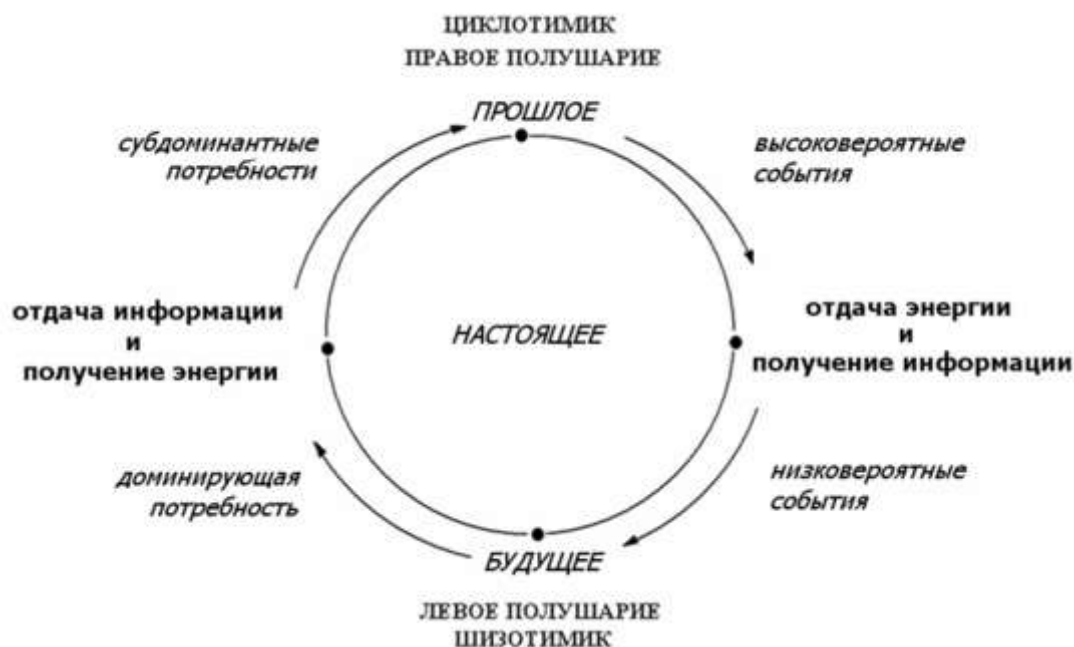 ЦИКЛОТИМИК
ПРАВОЕ ПОЛУШАРИЕ
ПРОШЛОЕ
субдоминантные
потребности
высоковероятные
события
отдача информации
и
получение энергии
НАСТОЯЩЕЕ
отдача энергии
и
получение информации
доминирующая
потребность
низковероятные
события
БУДУЩЕЕ
ЛЕВОЕ ПОЛУШАРИЕ
ШИЗОТИМИК